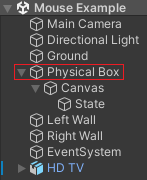 Mouse Example
Main Camera
Directional Light
Ground
Physical Box
Canvas
State
Left Wall
Right Wall
EventSystem
HD TV